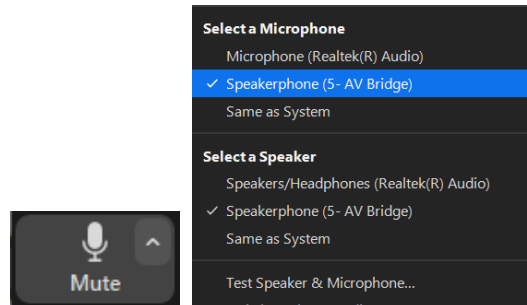 Select a Microphone
Microphone (Realtek(R) Audio)
Speakerphone (5- AV Bridge)
Same as System
Select a Speaker
Speakers/Headphones (Realtek(R) Audio)
Speakerphone (5- AV Bridge)
Same as System
Test Speaker & Microphone...
Mute